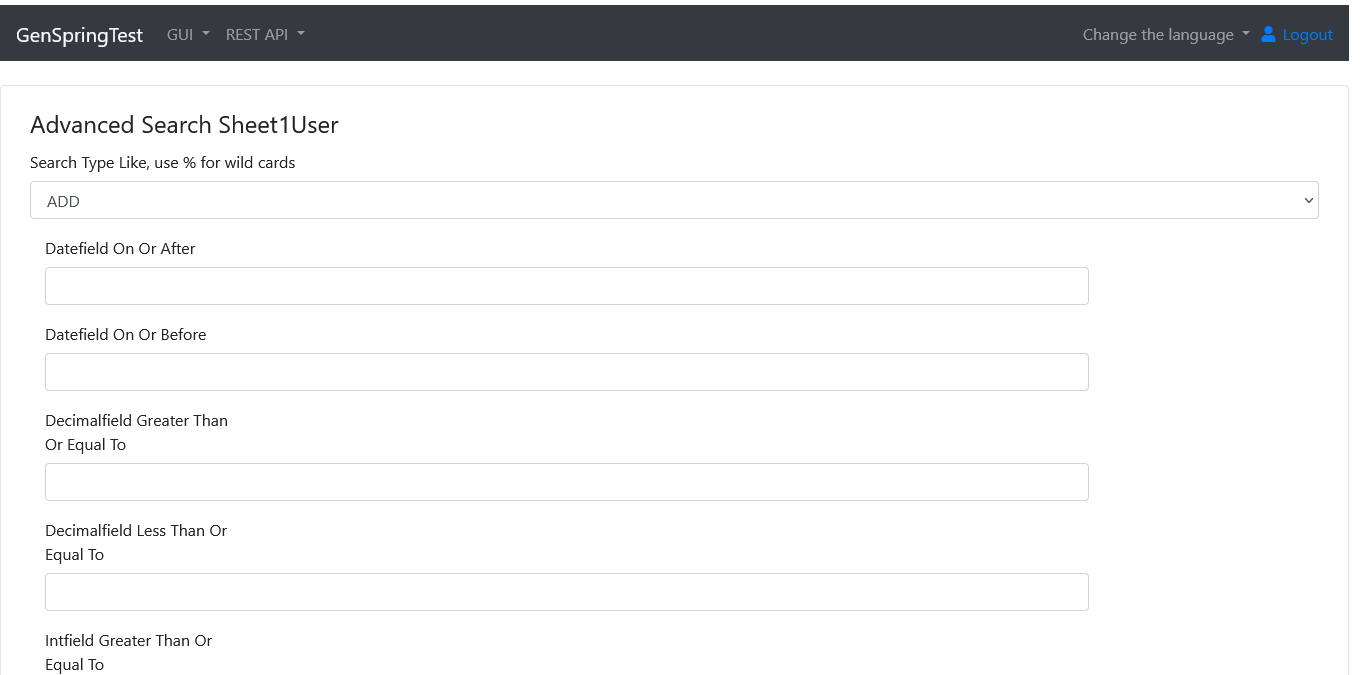 GenSpringTest GUI REST API Change the language Logout
Advanced Search Sheet1User
Search Type Like, use % for wild cards
ADD
Datefield On Or After
Datefield On Or Before
Decimalfield Greater Than
Or Equal To
Decimalfield Less Than Or
Equal To
Intfield Greater Than Or
Equal To